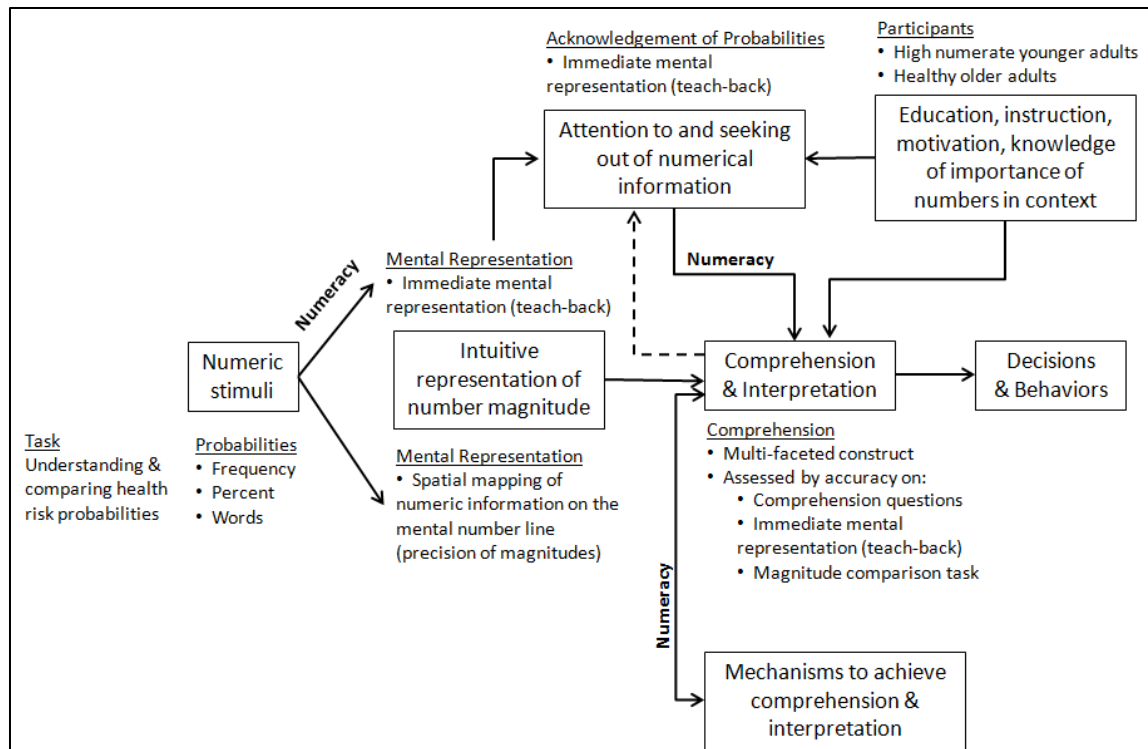 Acknowledgement of Probabilities
• Immediate mental
representation (teach-back)
Participants
• High numerate younger adults
• Healthy older adults
Attention to and seeking
out of numerical
information
Education, instruction,
motivation, knowledge
of importance of
numbers in context
Numeracy
Mental Representation
• Immediate mental
representation (teach-back)
Numeracy
Numeric
stimuli
Intuitive
representation of
number magnitude
Comprehension
& Interpretation
Decisions
& Behaviors
Task
Understanding &
comparing health
risk probabilities
Probabilities
• Frequency
• Percent
• Words
Mental Representation
• Spatial mapping of
numeric information on the
mental number line
(precision of magnitudes)
Comprehension
• Multi-faceted construct
• Assessed by accuracy on:
• Comprehension questions
• Immediate mental
representation (teach-back)
• Magnitude comparison task
Numeracy
Mechanisms to achieve
comprehension &
interpretation